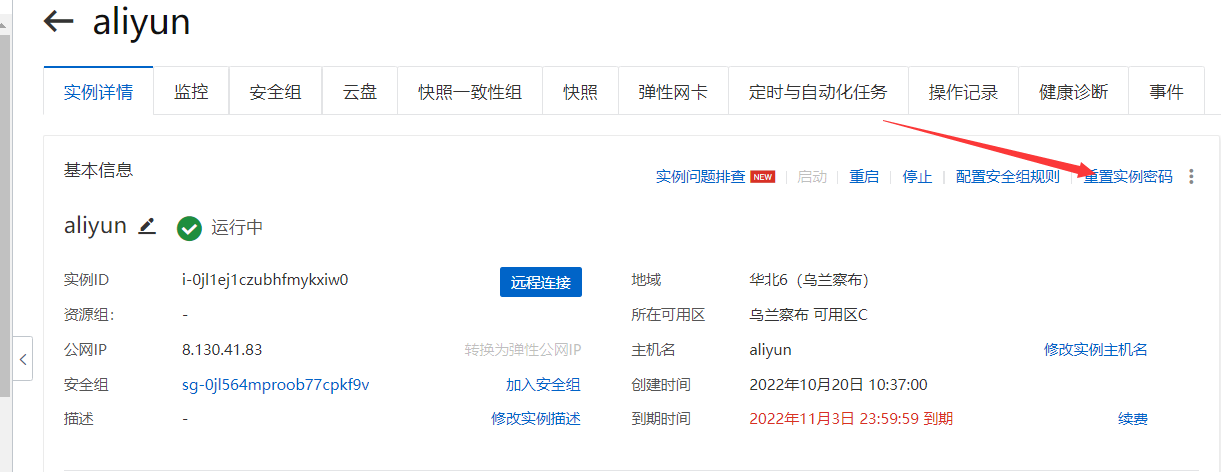 aliyun
实例详情 监控 安全组 云盘 快照一致性组 快照 弹性网卡 定时与自动化任务 操作记录 健康诊断 事件
基本信息
实例问题排查 NEW 启动 重启 停止 配置安全组规则 重置实例密码
aliyun 运行中
实例ID i-0jl1ej1czubhfmykxiw0 远程连接 地域 华北6（乌兰察布）
资源组: - 所在可用区 乌兰察布 可用区C
公网IP 8.130.41.83 转换为弹性公网IP 主机名 aliyun 修改实例主机名
安全组 sg-0jl564mproob77cpkf9v 加入安全组 创建时间 2022年10月20日 10:37:00
描述 - 修改实例描述 到期时间 2022年11月3日 23:59:59 到期 续费